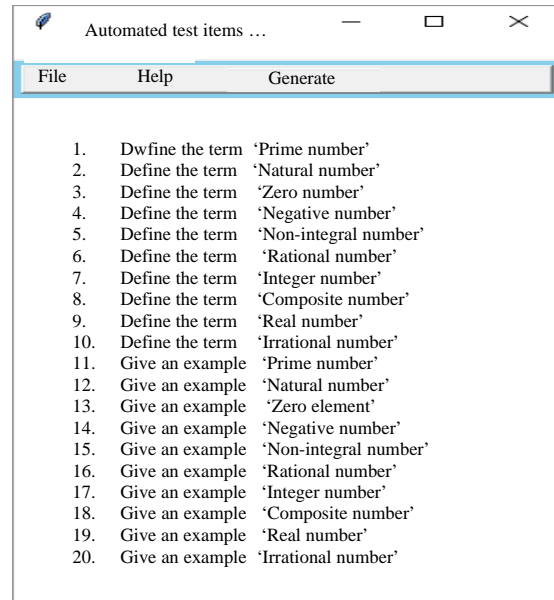 Automated test items …
File Help Generate
1. Dwfine the term ‘Prime number’
2. Define the term ‘Natural number’
3. Define the term ‘Zero number’
4. Define the term ‘Negative number’
5. Define the term ‘Non-integral number’
6. Define the term ‘Rational number’
7. Define the term ‘Integer number’
8. Define the term ‘Composite number’
9. Define the term ‘Real number’
10. Define the term ‘Irrational number’
11. Give an example ‘Prime number’
12. Give an example ‘Natural number’
13. Give an example ‘Zero element’
14. Give an example ‘Negative number’
15. Give an example ‘Non-integral number’
16. Give an example ‘Rational number’
17. Give an example ‘Integer number’
18. Give an example ‘Composite number’
19. Give an example ‘Real number’
20. Give an example ‘Irrational number’